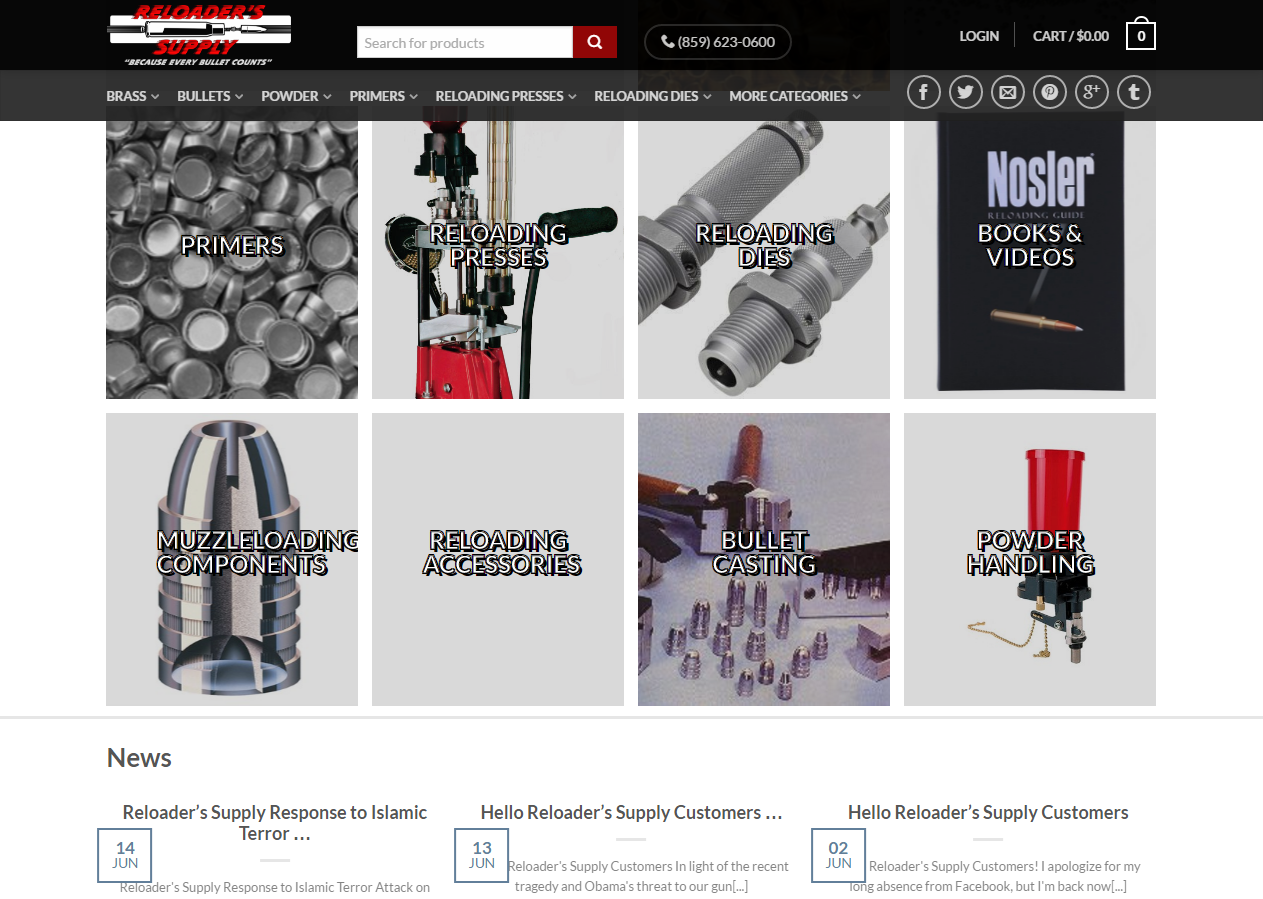 RELOADER'S
SUPPLY
"BECAUSE EVERY BULLET COUNTS"
Search for products
(859) 623-0600
LOGIN
CART / $0.00
0
BRASS
BULLETS
POWDER
PRIMERS
RELOADING PRESSES
RELOADING DIES
MORE CATEGORIES
PRIMERS
RELOADING
PRESSES
RELOADING
DIES
Nosler
RELOADING GUIDE
BOOKS &
VIDEOS
MUZZLELOADING
COMPONENTS
RELOADING
ACCESSORIES
BULLET
CASTING
POWDER
HANDLING
News
Reloader’s Supply Response to Islamic
Terror …
14
JUN
Reloader's Supply Response to Islamic Terror Attack on
Hello Reloader’s Supply Customers …
13
JUN
Reloader's Supply Customers In light of the recent
tragedy and Obama's threat to our gun[...]
Hello Reloader’s Supply Customers
02
JUN
Reloader's Supply Customers! I apologize for my
long absence from Facebook, but I'm back now[...]